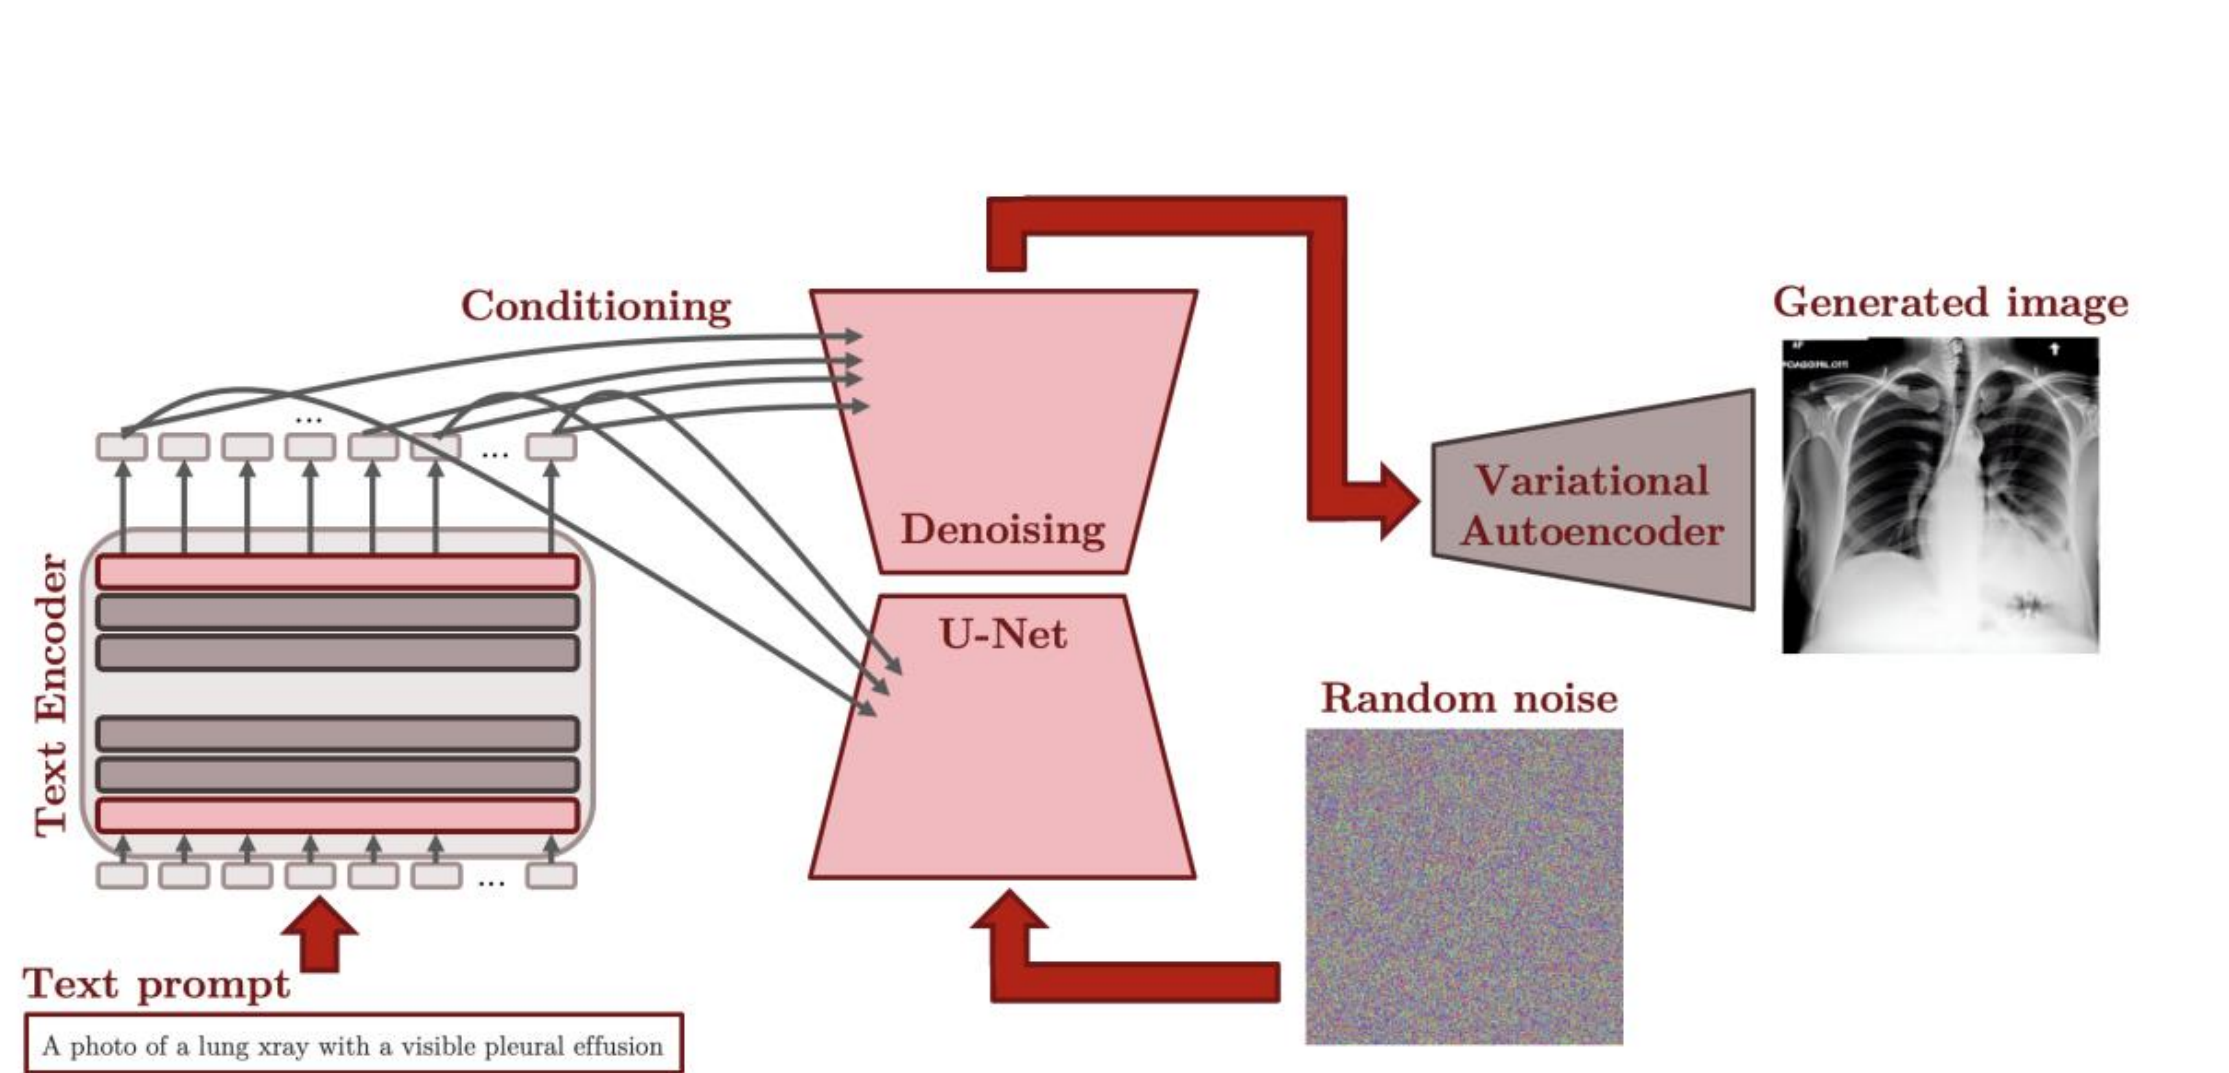 Conditioning
...
...
Text Encoder
...
Text prompt
A photo of a lung xray with a visible pleural effusion
Denoising
U-Net
Variational
Autoencoder
Generated image
AP
Random noise